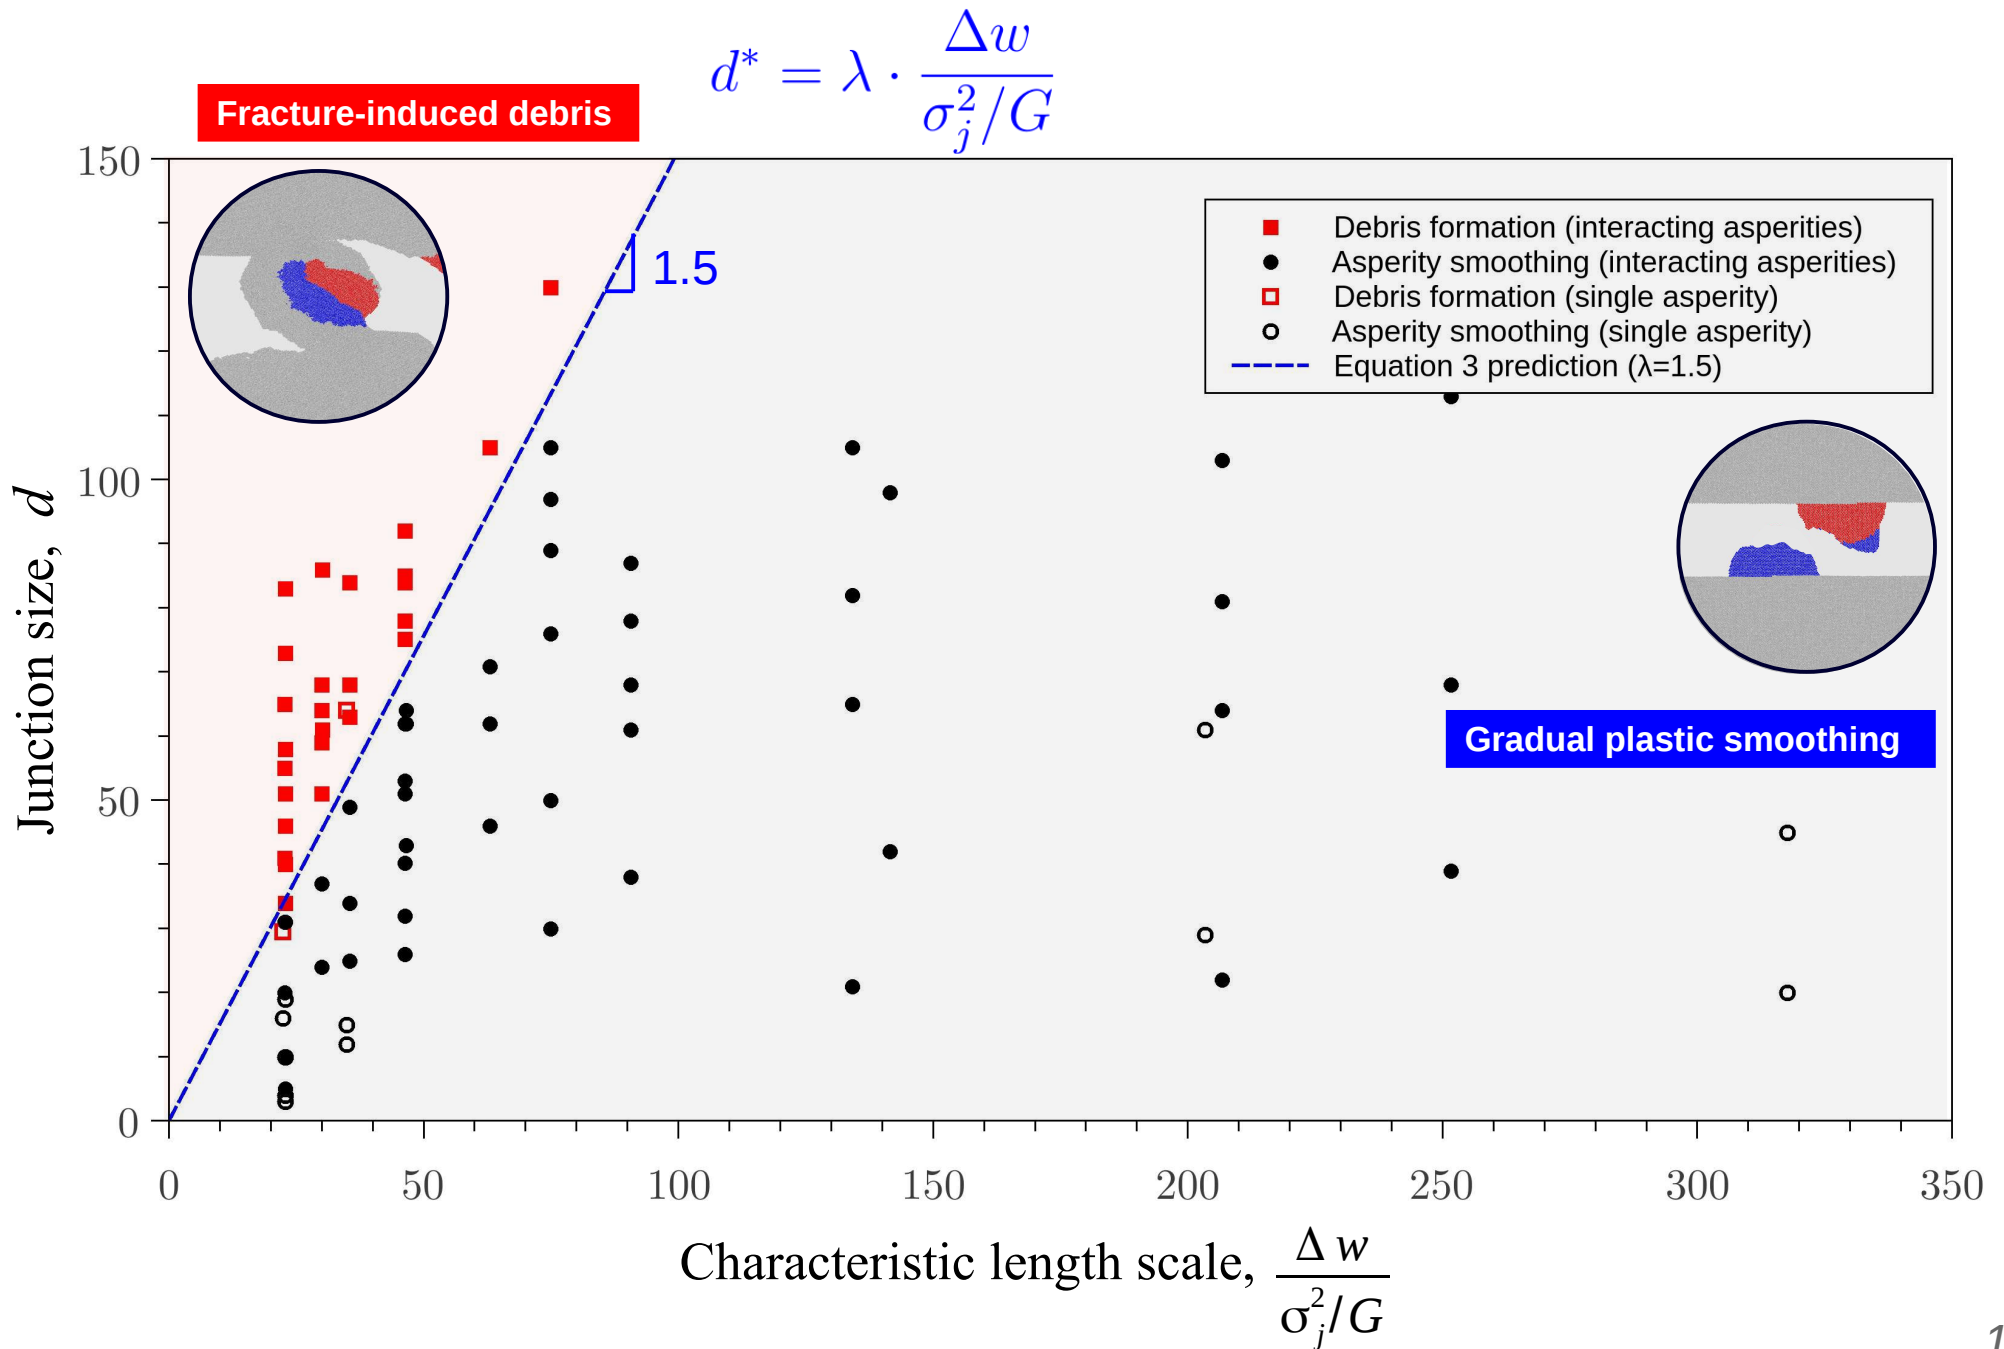 d* = λ · Δw / σ_j^2/G
Fracture-induced debris
150
100
50
0
1.5
Debris formation (interacting asperities)
Asperity smoothing (interacting asperities)
Debris formation (single asperity)
Asperity smoothing (single asperity)
Equation 3 prediction (λ=1.5)
Gradual plastic smoothing
Junction size, d
0 50 100 150 200 250 300 350
Characteristic length scale, Δ w / σ_j^2/G
1